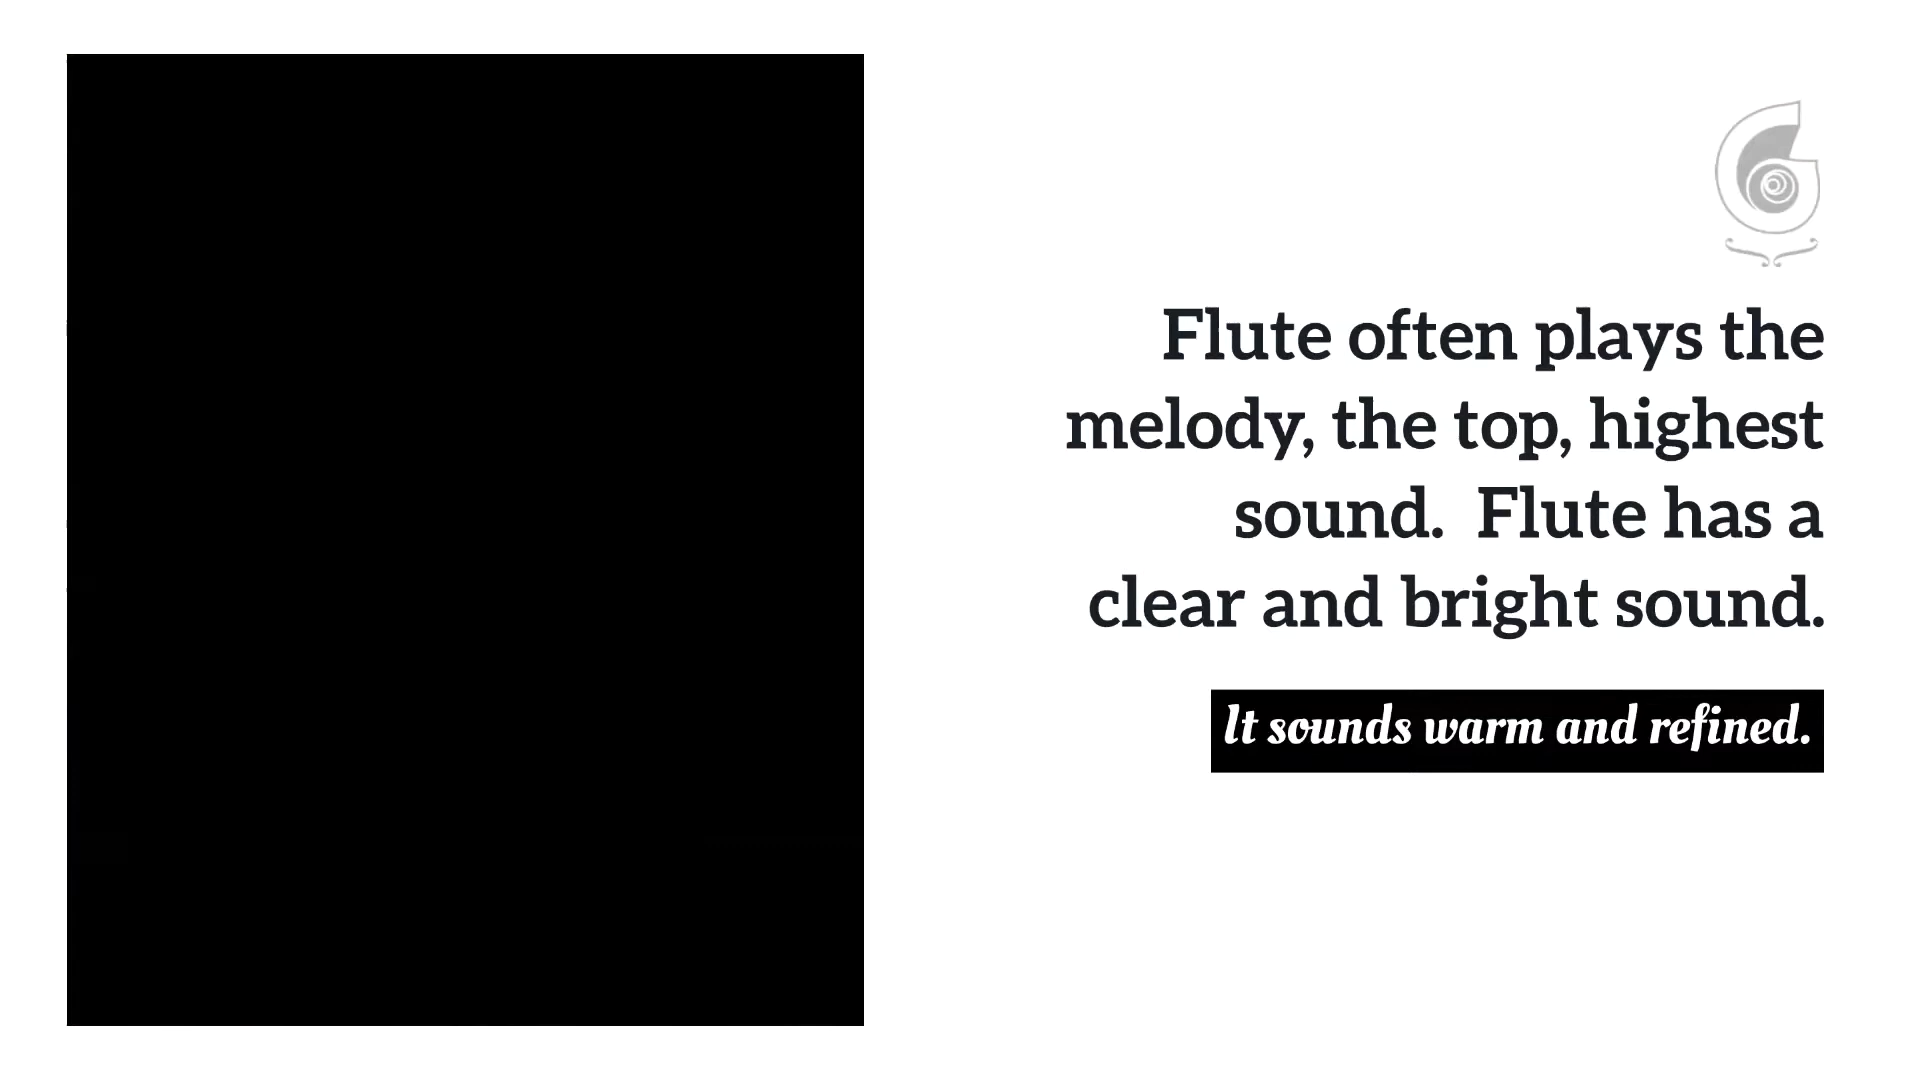 Flute often plays the
melody, the top, highest
sound.  Flute has a
clear and bright sound.
It sounds warm and refined.